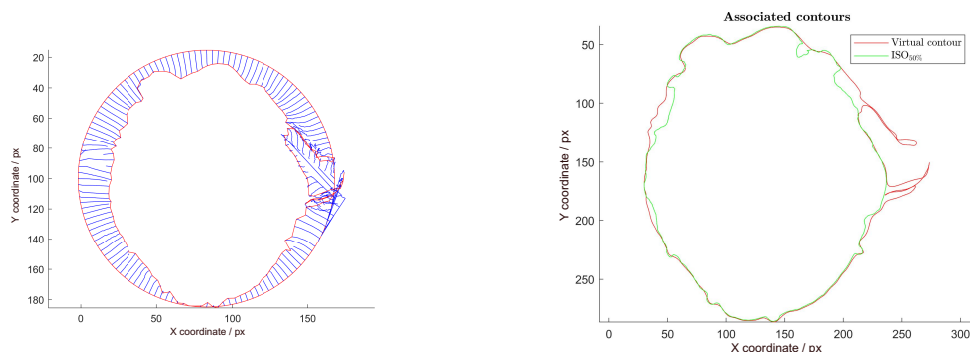 20
40
60
80
100
120
140
160
180
Y coordinate / px
0 50 100 150
X coordinate / px
Associated contours
Virtual contour
ISO50%
50
100
150
200
250
Y coordinate / px
0 50 100 150 200 250 300
X coordinate / px